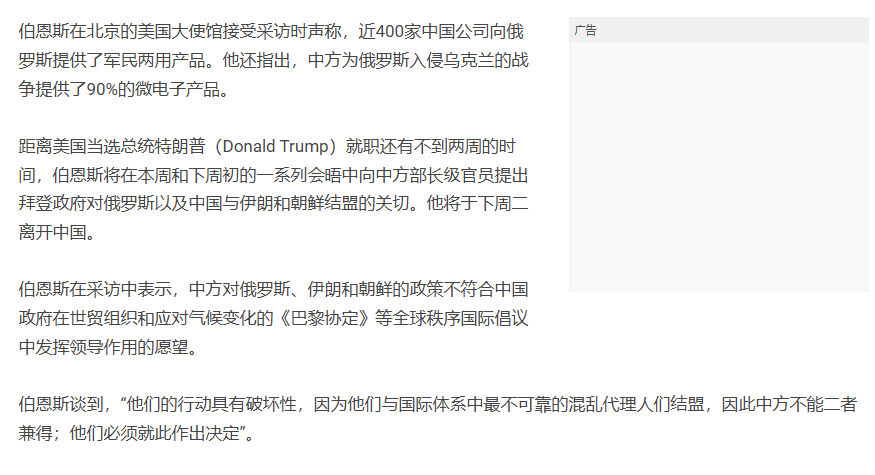 伯恩斯在北京的美国大使馆接受采访时声称，近400家中国公司向俄
罗斯提供了军民两用产品。他还指出，中方为俄罗斯入侵乌克兰的战
争提供了90%的微电子产品。
距离美国当选总统特朗普（Donald Trump）就职还有不到两周的时
间，伯恩斯将在本周和下周初的一系列会晤中向中方部长级官员提出
拜登政府对俄罗斯以及中国与伊朗和朝鲜结盟的关切。他将于下周二
离开中国。
伯恩斯在采访中表示，中方对俄罗斯、伊朗和朝鲜的政策不符合中国
政府在世贸组织和应对气候变化的《巴黎协定》等全球秩序国际倡议
中发挥领导作用的愿望。
伯恩斯谈到，“他们的行动具有破坏性，因为他们与国际体系中最不可靠的混乱代理人们结盟，因此中方不能二者
兼得；他们必须就此作出决定”。
广告